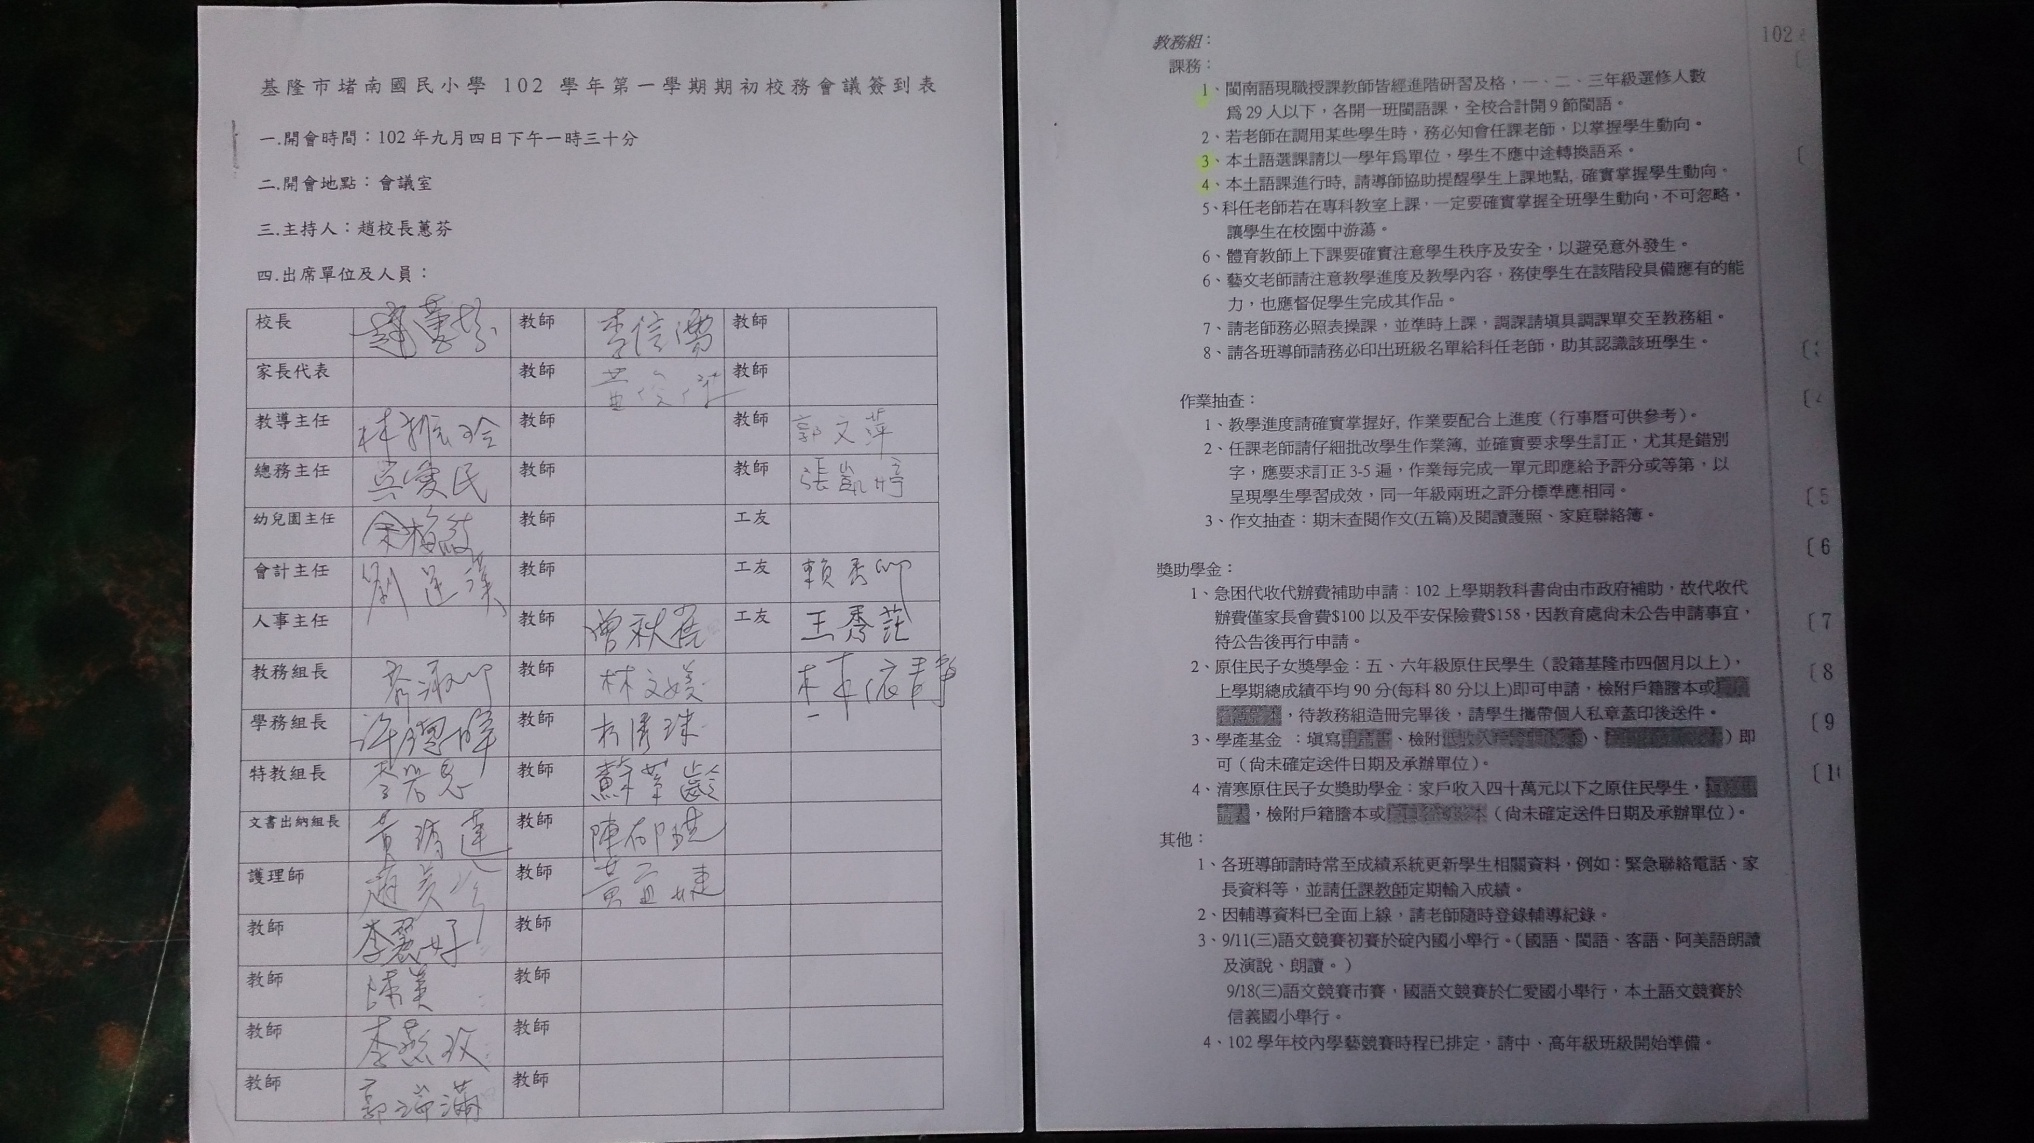 基隆市堵南國民小學 102 學年第一學期期初校務會議簽到表
一.開會時間：102 年九月四日下午一時三十分
二.開會地點：會議室
三.主持人：趙校長蕙芬
四.出席單位及人員：
校長 趙蕙芬 教師 李信濡 教師
家長代表 教師 教師
教導主任 林雅玲 教師 教師 郭文萍
總務主任 吳愛民 教師 教師 張凱婷
幼兒園主任 教師 工友
會計主任 教師 工友 賴秀卿
人事主任 教師 工友
教務組長 教師 林文媄
學務組長 教師
特教組長 教師 蘇華齡
文書出納組長 教師
護理師 教師 黃宜婕
教師 李麗好 教師
教師 陳美 教師
教師 李燕玫 教師
教師 郭瑞滿 教師
教務組：
課務：
1、閩南語現職授課教師皆經進階研習及格，一、二、三年級選修人數
為 29 人以下，各開一班閩語課，全校合計開 9 節閩語。
2、若老師在調用某些學生時，務必知會任課老師，以掌握學生動向。
3、本土語選課請以一學年為單位，學生不應中途轉換語系。
4、本土語課進行時, 請導師協助提醒學生上課地點, 確實掌握學生動向。
5、科任老師若在專科教室上課，一定要確實掌握全班學生動向，不可忽略，
讓學生在校園中游蕩。
6、體育教師上下課要確實注意學生秩序及安全，以避免意外發生。
6、藝文老師請注意教學進度及教學內容，務使學生在該階段具備應有的能
力，也應督促學生完成其作品。
7、請老師務必照表操課，並準時上課，調課請填具調課單交至教務組。
8、請各班導師請務必印出班級名單給科任老師，助其認識該班學生。
作業抽查：
1、教學進度請確實掌握好, 作業要配合上進度（行事曆可供參考）。
2、任課老師請仔細批改學生作業簿, 並確實要求學生訂正，尤其是錯別
字，應要求訂正 3-5 遍，作業每完成一單元即應給予評分或等第，以
呈現學生學習成效，同一年級兩班之評分標準應相同。
3、作文抽查：期末查閱作文(五篇)及閱讀護照、家庭聯絡簿。
獎助學金：
1、急困代收代辦費補助申請：102 上學期教科書尚由市政府補助，故代收代
辦費僅家長會費$100 以及平安保險費$158，因教育處尚未公告申請事宜，
待公告後再行申請。
2、原住民子女獎學金：五、六年級原住民學生（設籍基隆市四個月以上），
上學期總成績平均 90 分(每科 80 分以上)即可申請，檢附戶籍謄本或
，待教務組造冊完畢後，請學生攜帶個人私章蓋印後送件。
3、學產基金 ：填寫、檢附)、）即
可（尚未確定送件日期及承辦單位）。
4、清寒原住民子女獎助學金：家戶收入四十萬元以下之原住民學生，
，檢附戶籍謄本或（尚未確定送件日期及承辦單位）。
其他：
1、各班導師請時常至成績系統更新學生相關資料，例如：緊急聯絡電話、家
長資料等，並請任課教師定期輸入成績。
2、因輔導資料已全面上線，請老師隨時登錄輔導紀錄。
3、9/11(三)語文競賽初賽於碇內國小舉行。（國語、閩語、客語、阿美語朗讀
及演說、朗讀。）
9/18(三)語文競賽市賽，國語文競賽於仁愛國小舉行，本土語文競賽於
信義國小舉行。
4、102 學年校內學藝競賽時程已排定，請中、高年級班級開始準備。
102
〔5
〔6
〔7
〔8
〔9